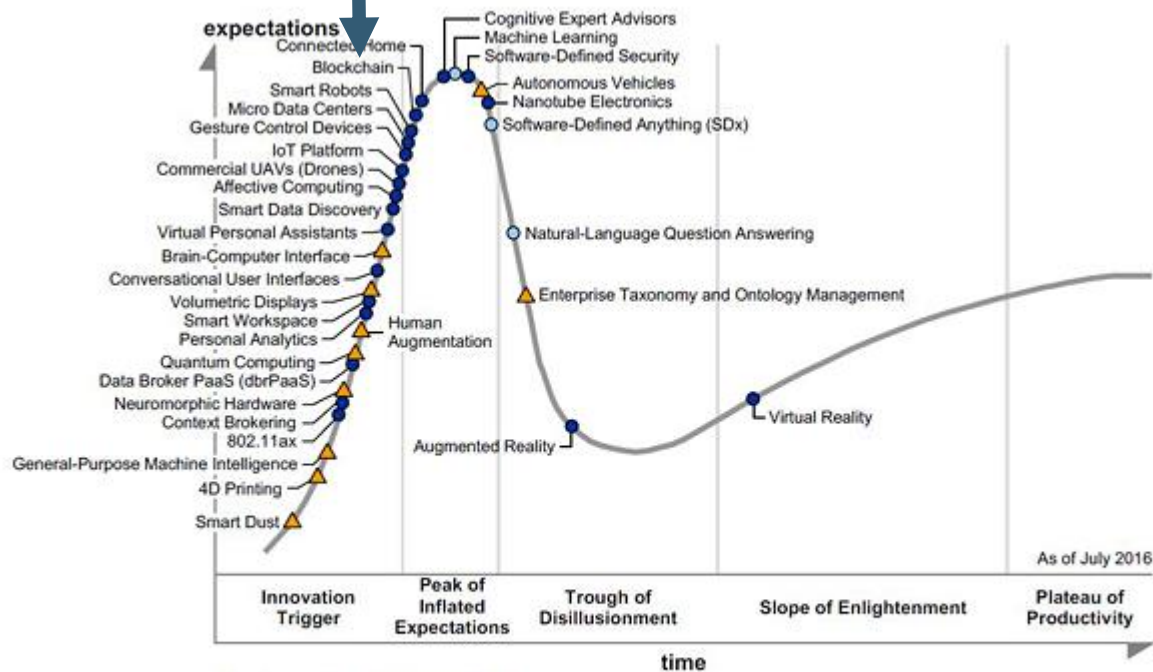 expectations
Connected Home
Blockchain
Smart Robots
Micro Data Centers
Gesture Control Devices
IoT Platform
Commercial UAVs (Drones)
Affective Computing
Smart Data Discovery
Virtual Personal Assistants
Brain-Computer Interface
Conversational User Interfaces
Volumetric Displays
Smart Workspace
Personal Analytics
Quantum Computing
Data Broker PaaS (dbrPaaS)
Neuromorphic Hardware
Context Brokering
802.11ax
General-Purpose Machine Intelligence
4D Printing
Smart Dust
Human
Augmentation
Cognitive Expert Advisors
Machine Learning
Software-Defined Security
Autonomous Vehicles
Nanotube Electronics
Software-Defined Anything (SDx)
Natural-Language Question Answering
Enterprise Taxonomy and Ontology Management
Augmented Reality
Virtual Reality
As of July 2016
Innovation
Trigger
Peak of
Inflated
Expectations
Trough of
Disillusionment
Slope of Enlightenment
Plateau of
Productivity
time